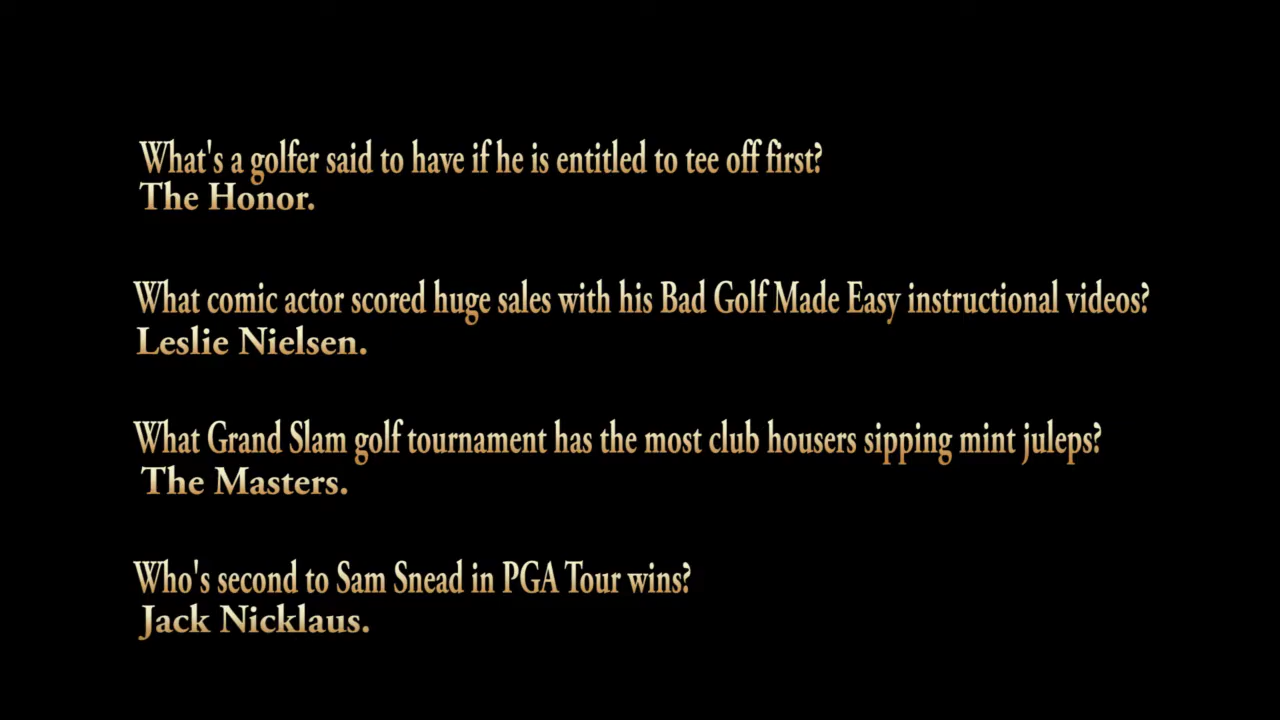 What's a golfer said to have if he is entitled to tee off first?
The Honor.
What comic actor scored huge sales with his Bad Golf Made Easy instructional videos?
Leslie Nielsen.
What Grand Slam golf tournament has the most club housers sipping mint juleps?
The Masters.
Who's second to Sam Snead in PGA Tour wins?
Jack Nicklaus.